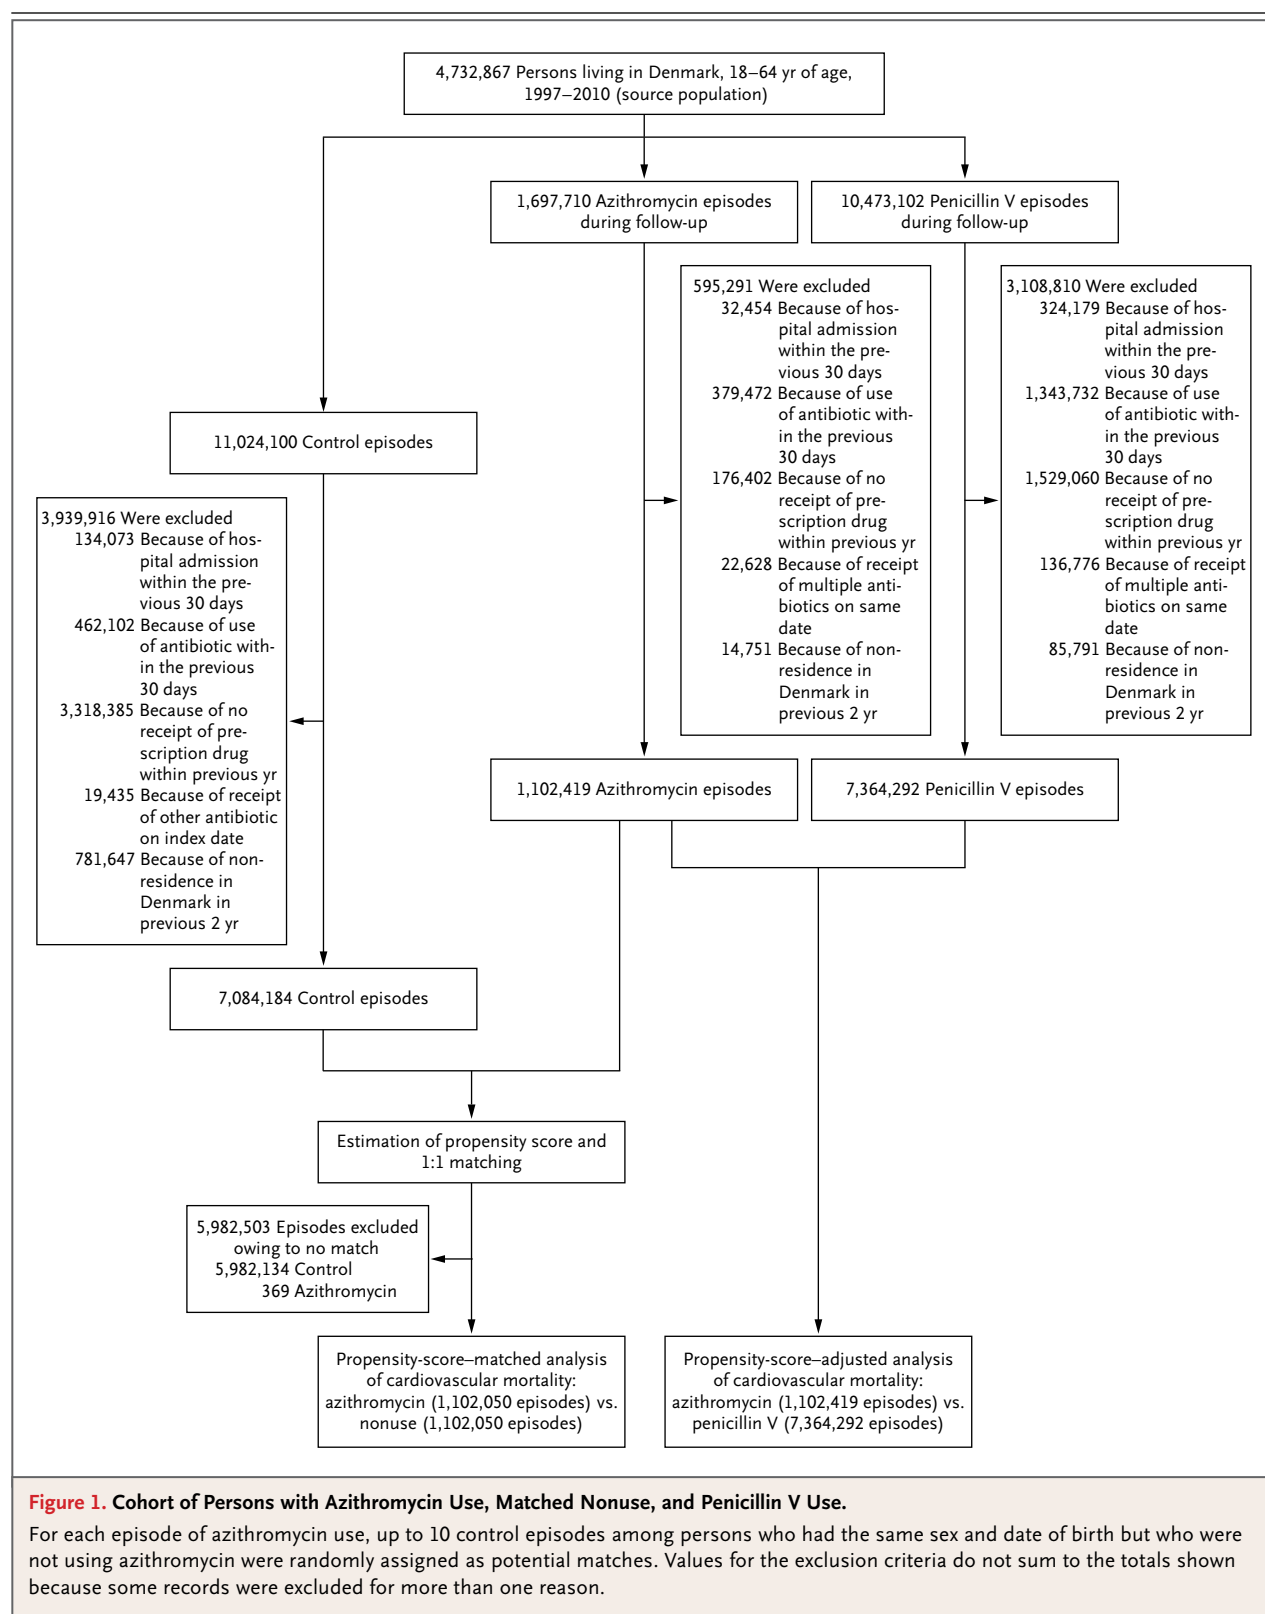 4,732,867 Persons living in Denmark, 18–64 yr of age,
1997–2010 (source population)
1,697,710 Azithromycin episodes
during follow-up
10,473,102 Penicillin V episodes
during follow-up
595,291 Were excluded
32,454 Because of hos-
pital admission
within the pre-
vious 30 days
379,472 Because of use
of antibiotic with-
in the previous
30 days
176,402 Because of no
receipt of pre-
scription drug
within previous yr
22,628 Because of receipt
of multiple anti-
biotics on same
date
14,751 Because of non-
residence in
Denmark in
previous 2 yr
3,108,810 Were excluded
324,179 Because of hos-
pital admission
within the pre-
vious 30 days
1,343,732 Because of use
of antibiotic with-
in the previous
30 days
1,529,060 Because of no
receipt of pre-
scription drug
within previous yr
136,776 Because of receipt
of multiple anti-
biotics on same
date
85,791 Because of non-
residence in
Denmark in
previous 2 yr
11,024,100 Control episodes
3,939,916 Were excluded
134,073 Because of hos-
pital admission
within the pre-
vious 30 days
462,102 Because of use
of antibiotic with-
in the previous
30 days
3,318,385 Because of no
receipt of pre-
scription drug
within previous yr
19,435 Because of receipt
of other antibiotic
on index date
781,647 Because of non-
residence in
Denmark in
previous 2 yr
1,102,419 Azithromycin episodes
7,364,292 Penicillin V episodes
7,084,184 Control episodes
Estimation of propensity score and
1:1 matching
5,982,503 Episodes excluded
owing to no match
5,982,134 Control
369 Azithromycin
Propensity-score–matched analysis
of cardiovascular mortality:
azithromycin (1,102,050 episodes) vs.
nonuse (1,102,050 episodes)
Propensity-score–adjusted analysis
of cardiovascular mortality:
azithromycin (1,102,419 episodes) vs.
penicillin V (7,364,292 episodes)
Figure 1. Cohort of Persons with Azithromycin Use, Matched Nonuse, and Penicillin V Use.
For each episode of azithromycin use, up to 10 control episodes among persons who had the same sex and date of birth but who were
not using azithromycin were randomly assigned as potential matches. Values for the exclusion criteria do not sum to the totals shown
because some records were excluded for more than one reason.